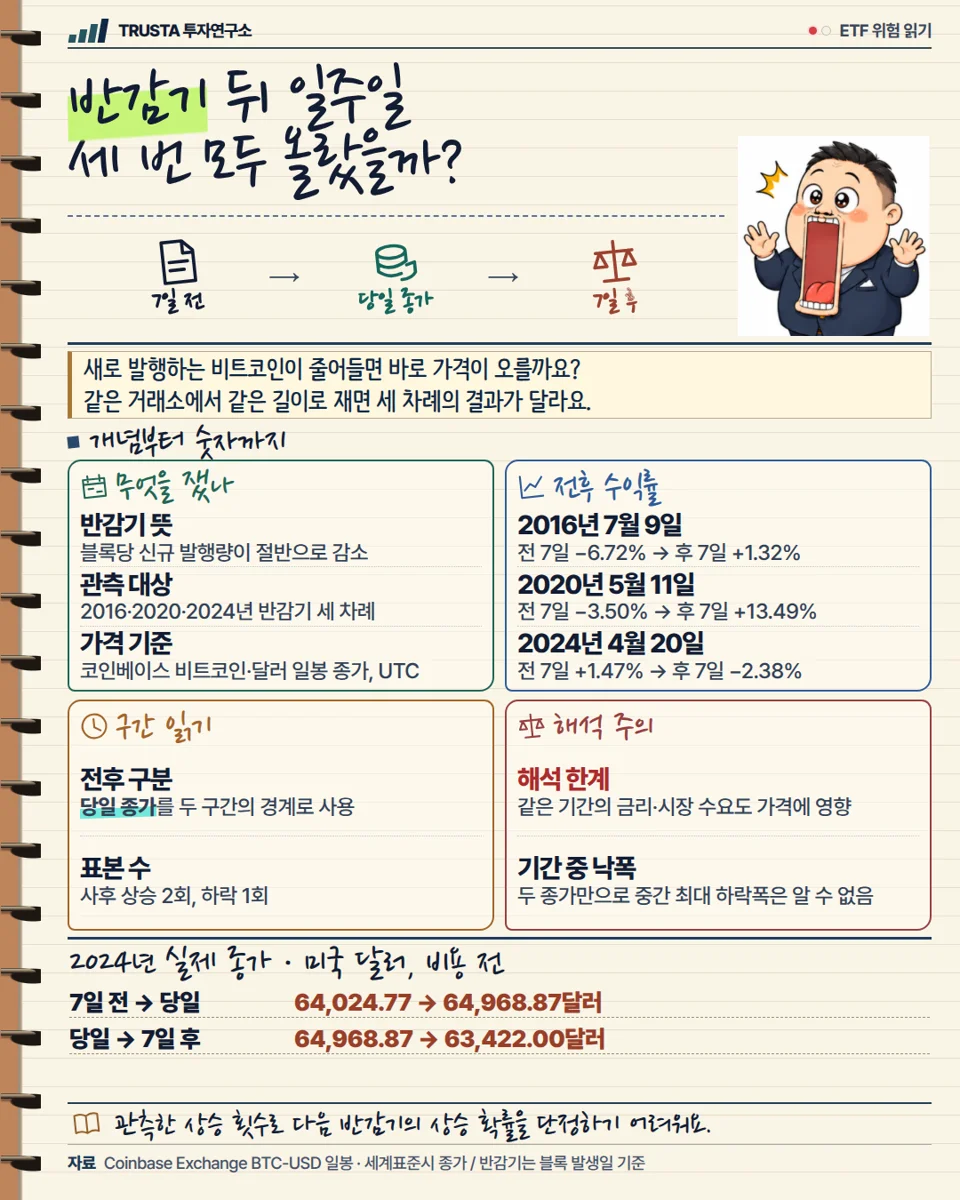 TRUSTA 투자연구소
ETF 위험 읽기
반감기 뒤 일주일
세 번 모두 올랐을까?
7일 전 → 당일 종가 → 7일 후
새로 발행하는 비트코인이 줄어들면 바로 가격이 오를까요?
같은 거래소에서 같은 길이로 재면 세 차례의 결과가 달라요.
개념부터 숫자까지
무엇을 쟀나
반감기 뜻
블록당 신규 발행량이 절반으로 감소
관측 대상
2016·2020·2024년 반감기 세 차례
가격 기준
코인베이스 비트코인·달러 일봉 종가, UTC
전후 수익률
2016년 7월 9일
전 7일 −6.72% → 후 7일 +1.32%
2020년 5월 11일
전 7일 −3.50% → 후 7일 +13.49%
2024년 4월 20일
전 7일 +1.47% → 후 7일 −2.38%
구간 읽기
전후 구분
당일 종가를 두 구간의 경계로 사용
표본 수
사후 상승 2회, 하락 1회
해석 주의
해석 한계
같은 기간의 금리·시장 수요도 가격에 영향
기간 중 낙폭
두 종가만으로 중간 최대 하락폭은 알 수 없음
2024년 실제 종가 · 미국 달러, 비용 전
7일 전 → 당일 64,024.77 → 64,968.87달러
당일 → 7일 후 64,968.87 → 63,422.00달러
관측한 상승 횟수로 다음 반감기의 상승 확률을 단정하기 어려워요.
자료 Coinbase Exchange BTC-USD 일봉 · 세계표준시 종가 / 반감기는 블록 발생일 기준